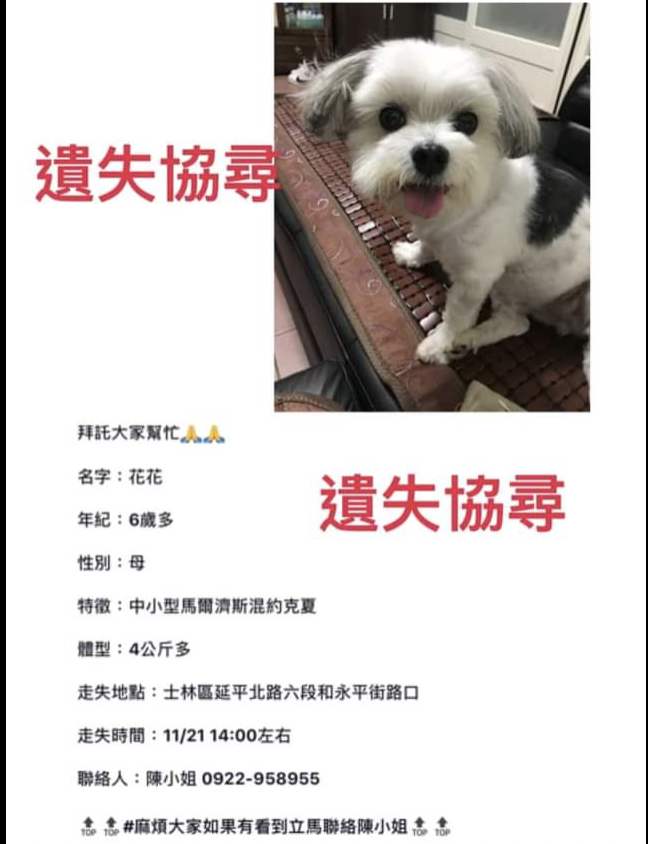 遺失協尋
拜託大家幫忙🙏🙏
名字：花花
年紀：6歲多
遺失協尋
性別：母
特徵：中小型馬爾濟斯混約克夏
體型：4公斤多
走失地點：士林區延平北路六段和永平街路口
走失時間：11/21 14:00左右
聯絡人：陳小姐 0922-958955
🔝 🔝 #麻煩大家如果有看到立馬聯絡陳小姐 🔝 🔝